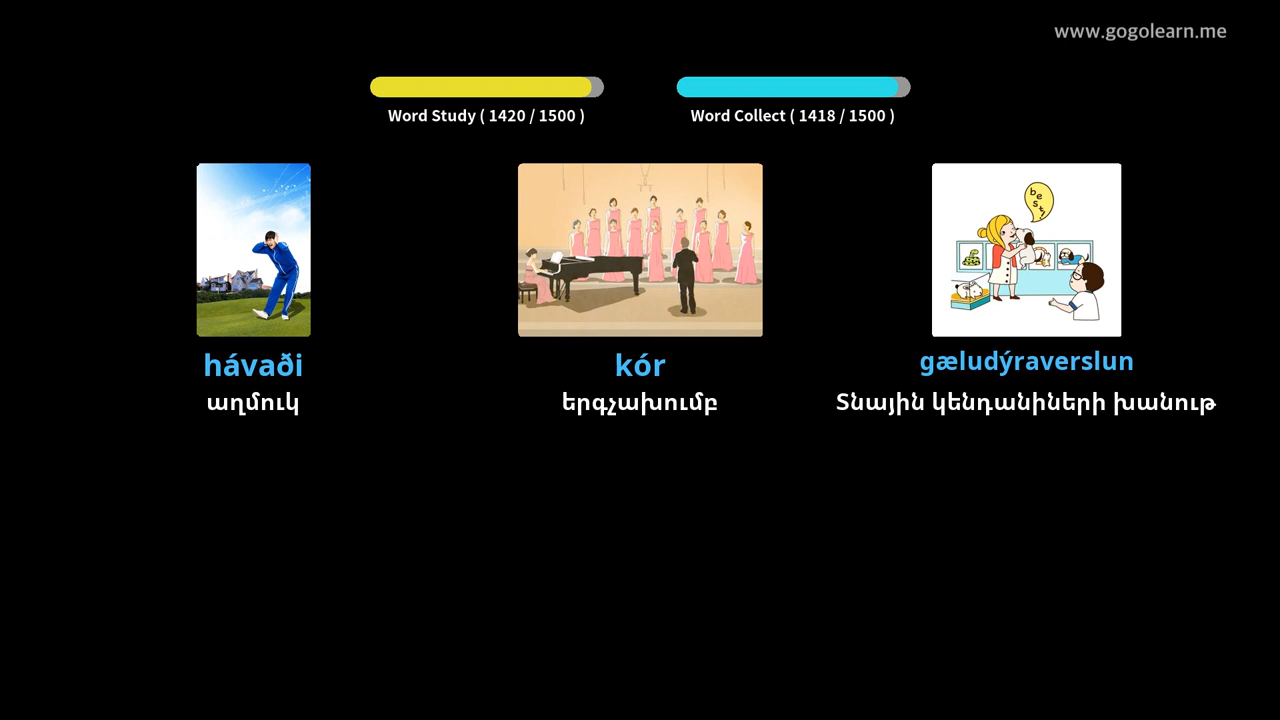 www.gogolearn.me
Word Study ( 1420 / 1500 )
Word Collect ( 1418 / 1500 )
best
hávaði
kór
gæludýraverslun
աղմուկ
երգչախումբ
Տնային կենդանիների խանութ